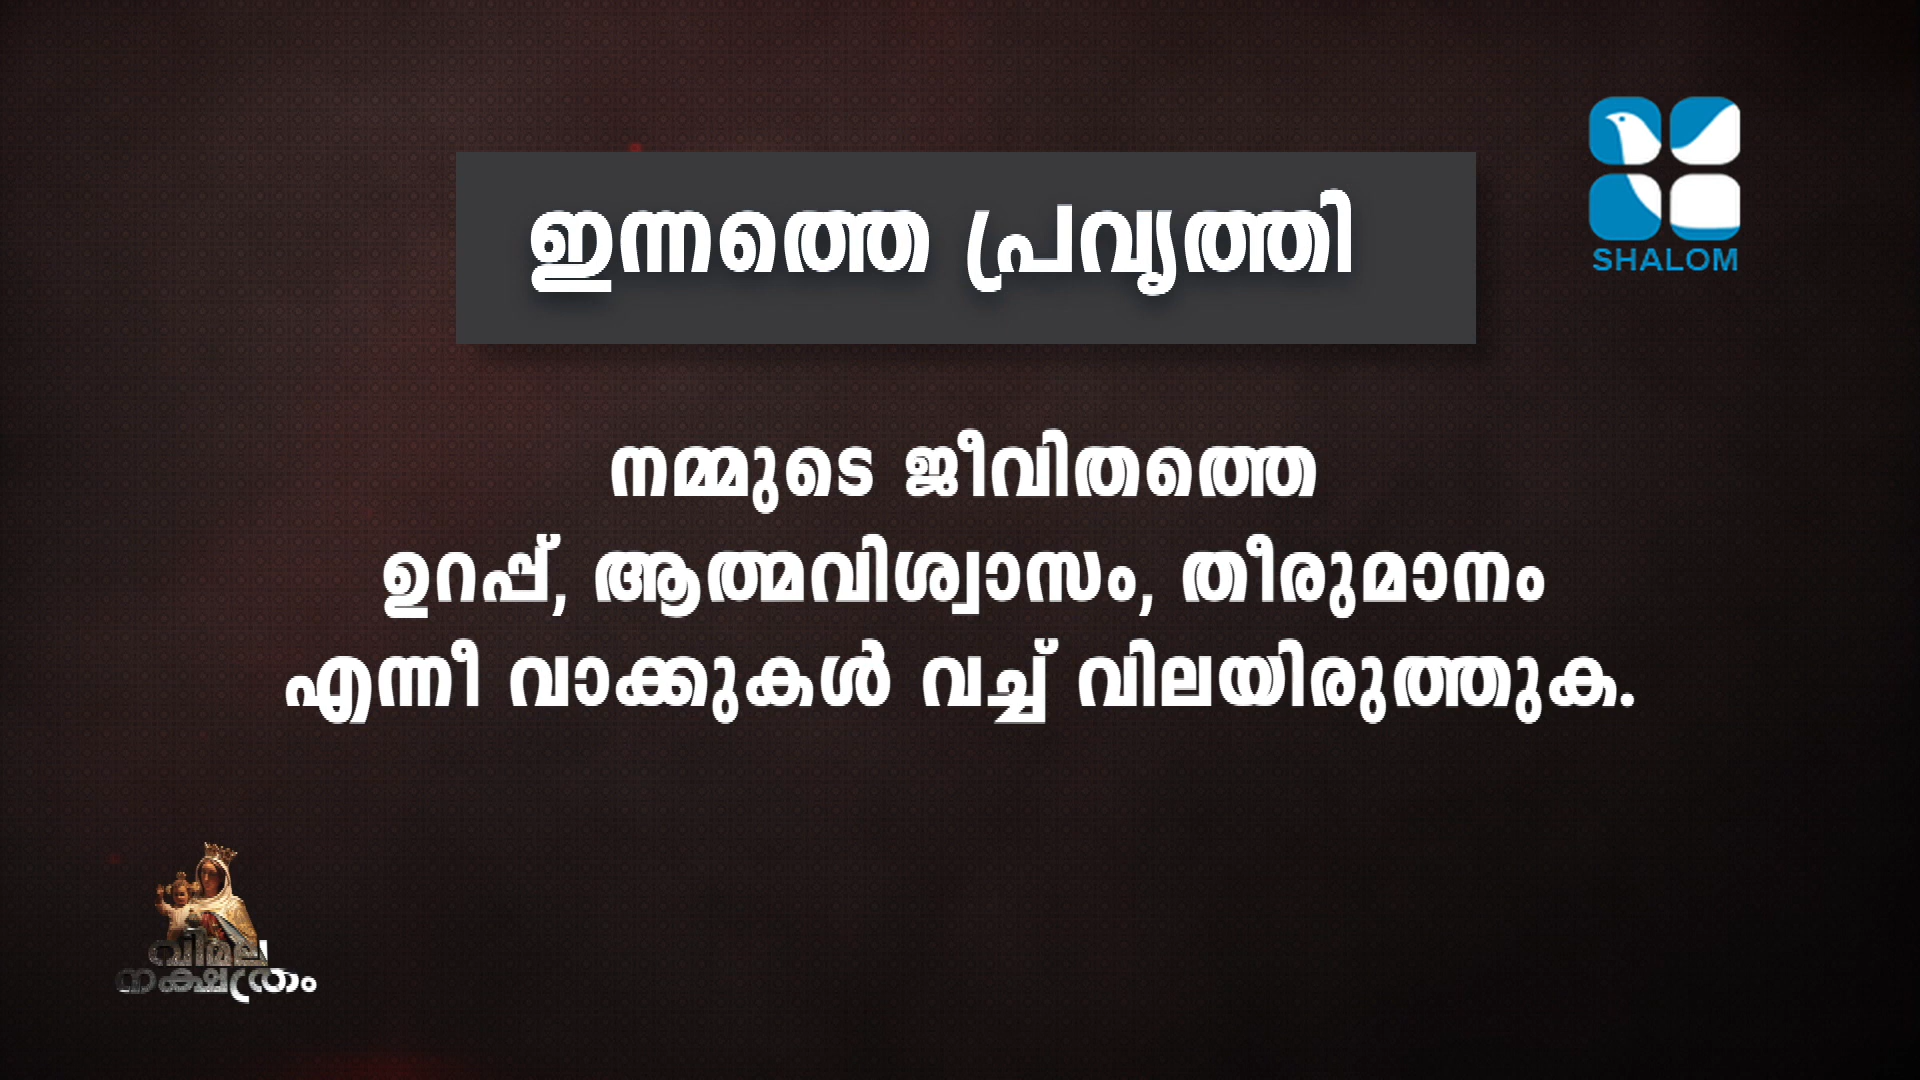 ഇന്നത്തെ പ്രവൃത്തി
SHALOM
നമ്മുടെ ജീവിതത്തെ
ഉറപ്പ്, ആത്മവിശ്വാസം, തീരുമാനം
എന്നീ വാക്കുകൾ വച്ച് വിലയിരുത്തുക.
വിമല
നക്ഷത്രം